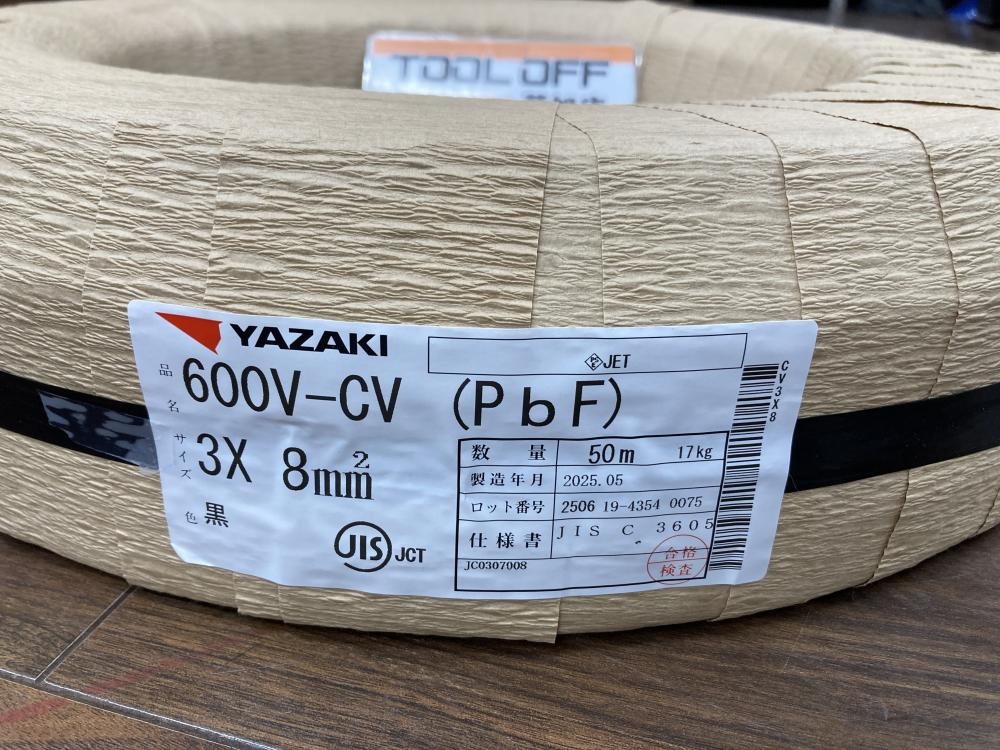 TOOL OFF
YAZAKI
<PS>E JET
品名 600V-CV (PbF)
サイズ 3X 8mm²
色 黒
JIS JCT
数 量 50m 17kg
製造年月 2025.05
ロット番号 2506 19-4354 0075
仕様書 JIS C 3605
JC0307008
合格
検査
CV3X8